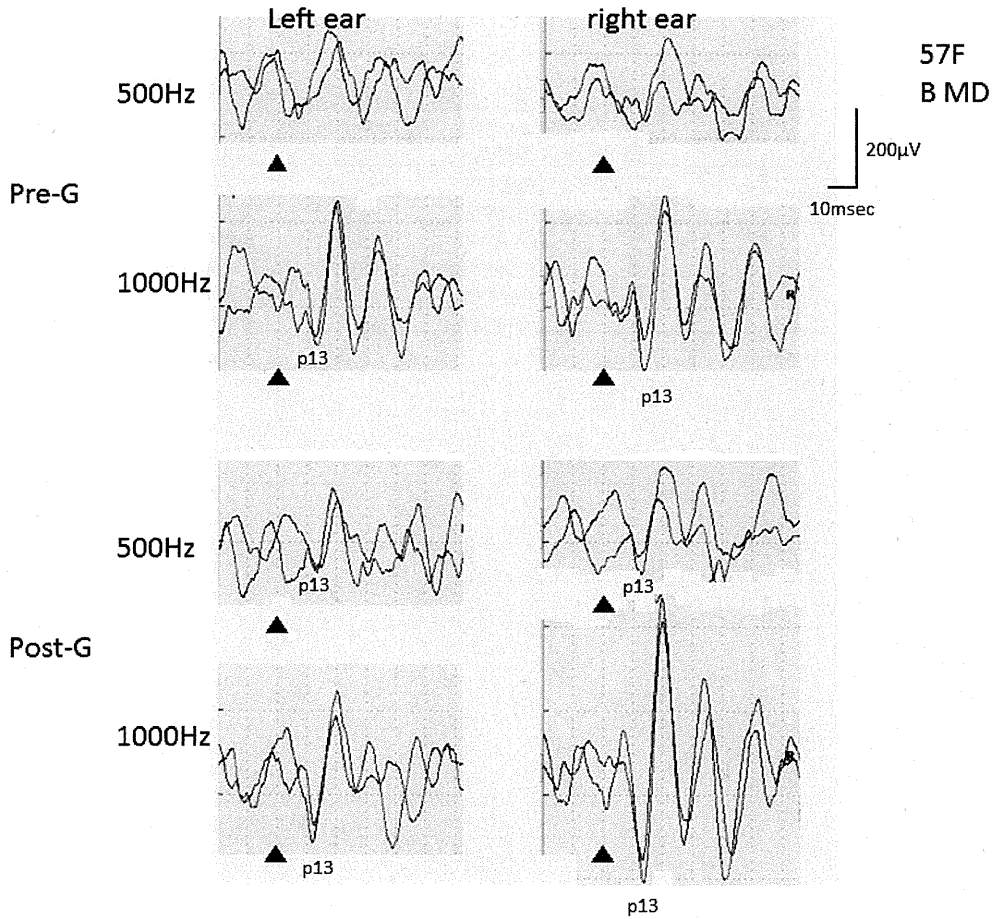 Left ear
right ear
57F
B MD
500Hz
200μV
10msec
Pre-G
1000Hz
R
p13
p13
500Hz
p13
p13
Post-G
1000Hz
R
p13
p13